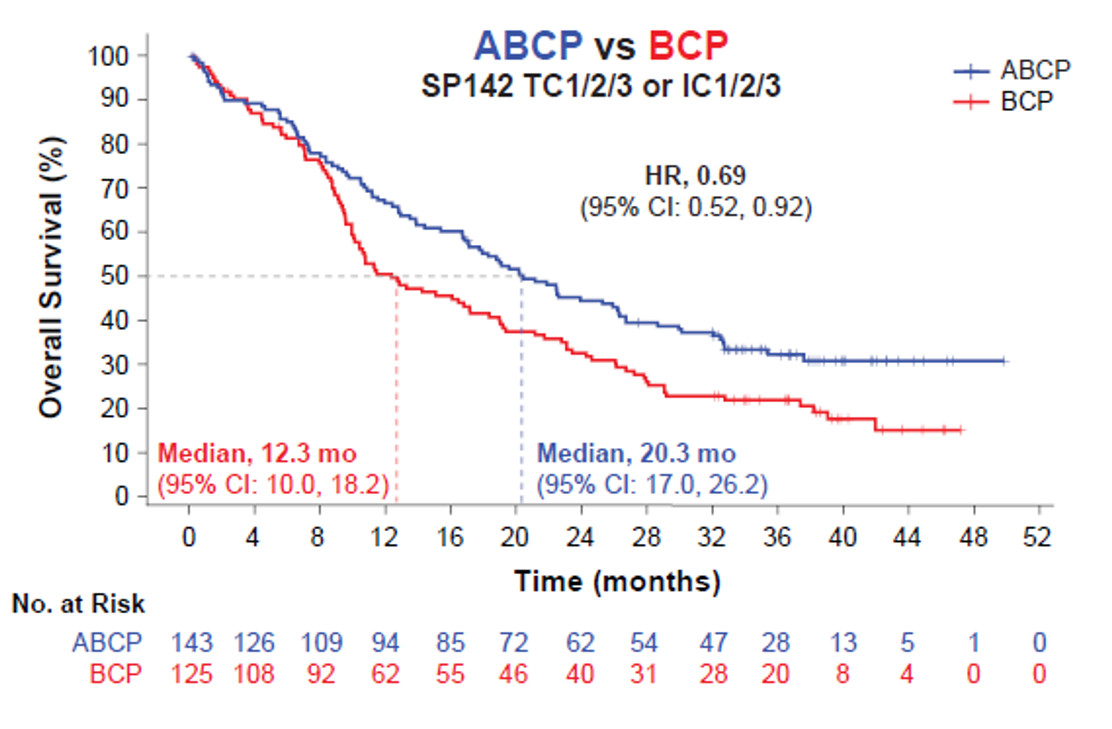 ABCP vs BCP
SP142 TC1/2/3 or IC1/2/3
ABCP
BCP
HR, 0.69
(95% CI: 0.52, 0.92)
Overall Survival (%)
100
90
80
70
60
50
40
30
20
10
0
Median, 12.3 mo
(95% CI: 10.0, 18.2)
Median, 20.3 mo
(95% CI: 17.0, 26.2)
0 4 8 12 16 20 24 28 32 36 40 44 48 52
Time (months)
No. at Risk
ABCP 143 126 109 94 85 72 62 54 47 28 13 5 1 0
BCP 125 108 92 62 55 46 40 31 28 20 8 4 0 0